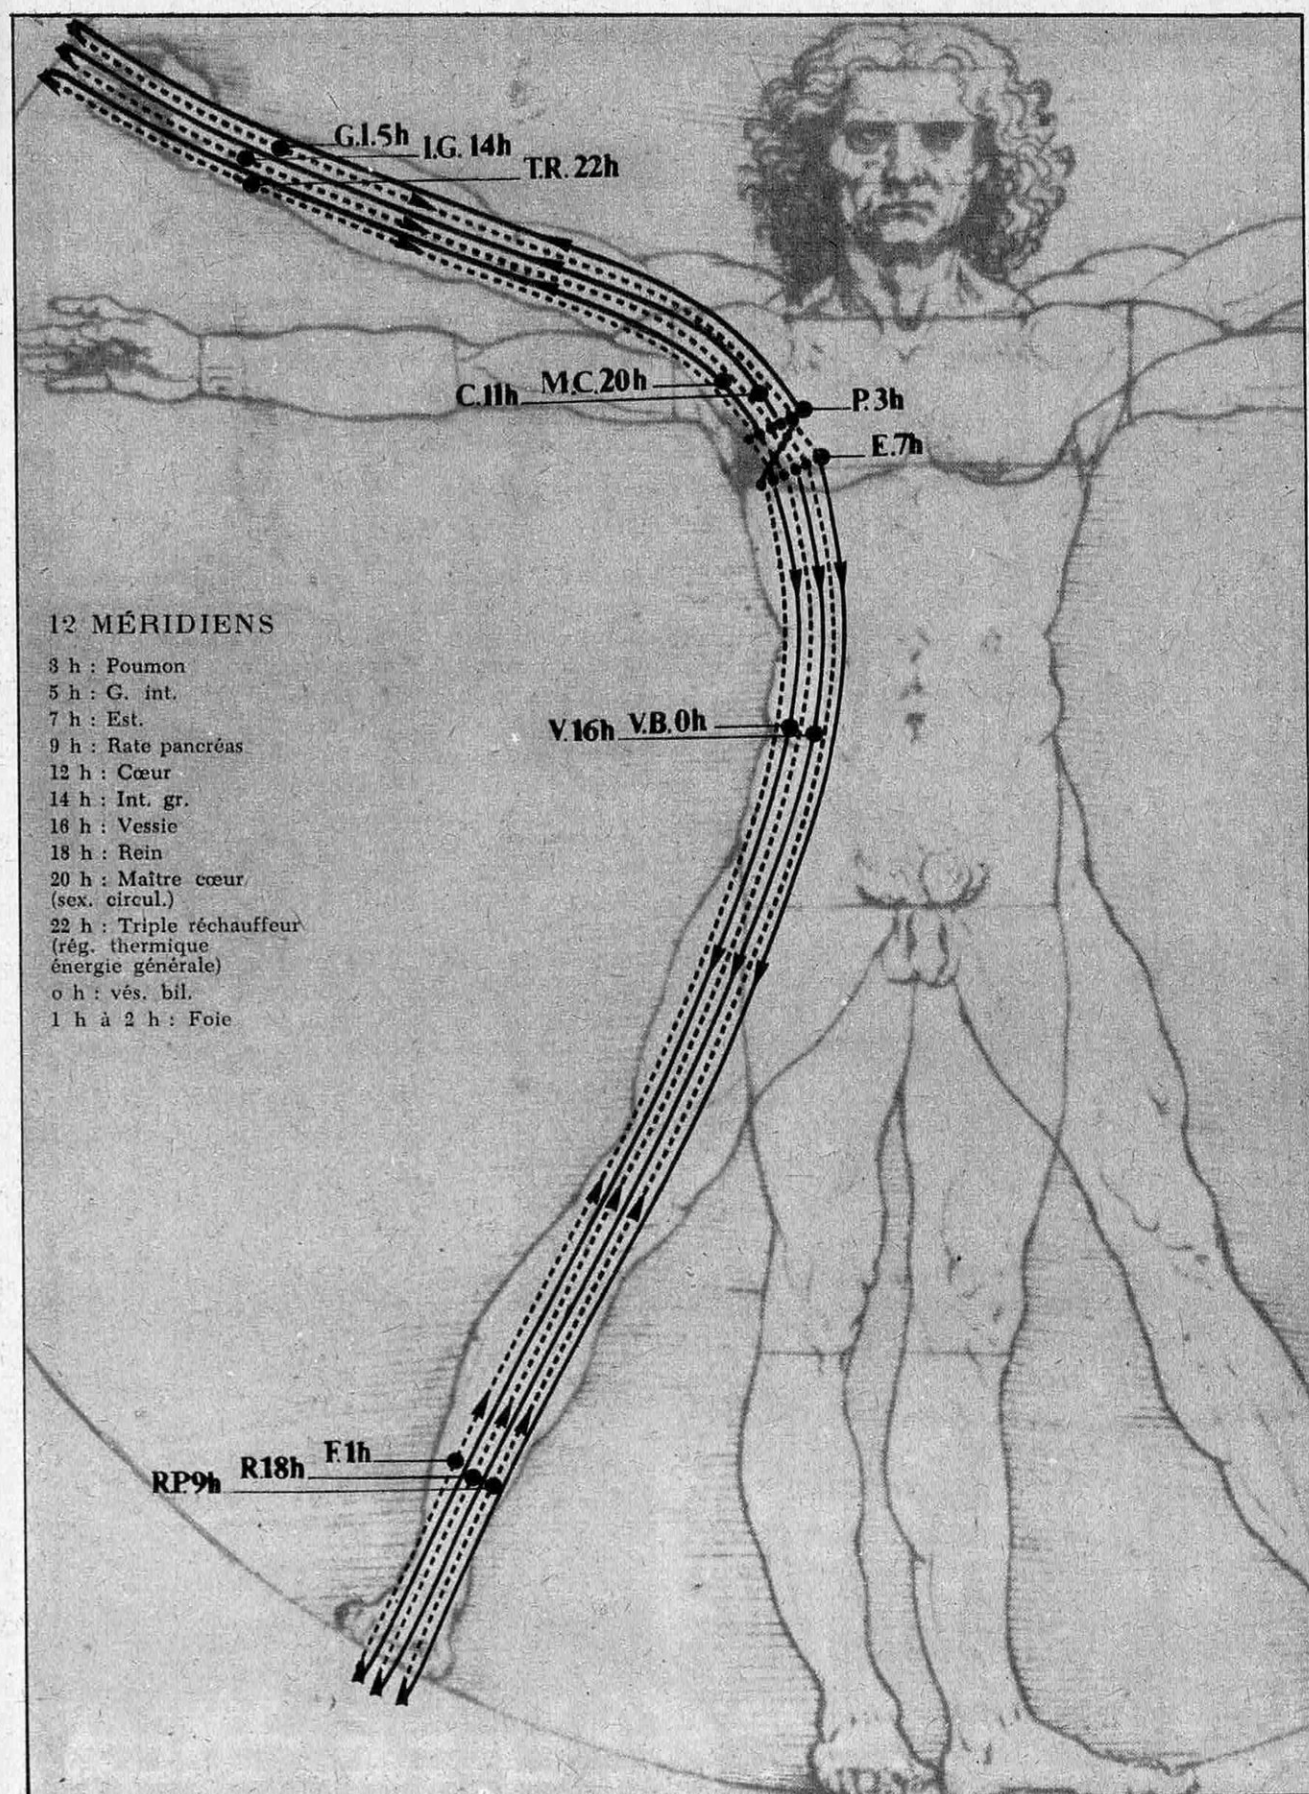 G.I.5h
I.G. 14h
T.R. 22h
M.C.20h
C.11h
P.3h
E.7h
12 MÉRIDIENS
3 h : Poumon
5 h : G. int.
7 h : Est.
9 h : Rate pancréas
12 h : Cœur
14 h : Int. gr.
16 h : Vessie
18 h : Rein
20 h : Maître cœur
(sex. circul.)
22 h : Triple réchauffeur
(rég. thermique
énergie générale)
o h : vés. bil.
1 h à 2 h : Foie
V.16h
V.B.0h
F.1h
R.18h
R.P.9h